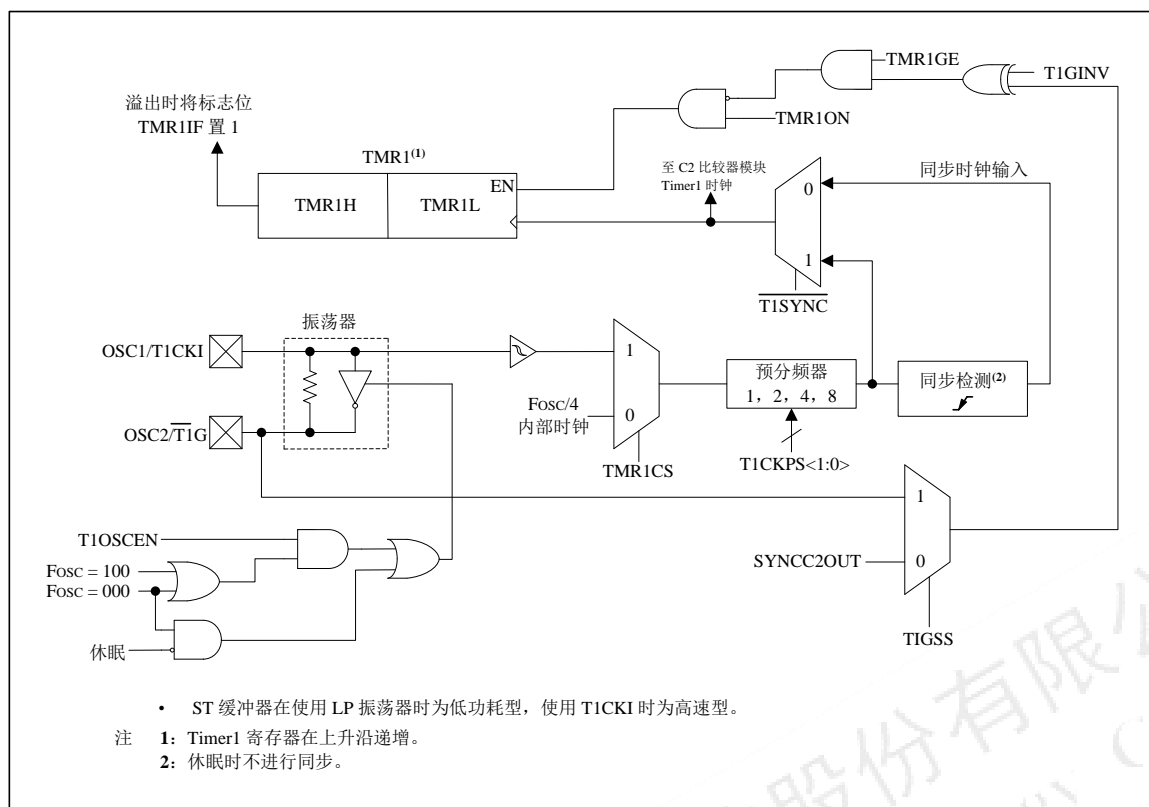 TMR1GE
T1GINV
溢出时将标志位
TMR1IF 置 1
TMR1ON
TMR1(1)
EN
TMR1H
TMR1L
至 C2 比较器模块
Timer1 时钟
0
同步时钟输入
1
T1SYNC
振荡器
OSC1/T1CKI
1
预分频器
1，2，4，8
同步检测(2)
FOSC/4
内部时钟
0
OSC2/T1G
TMR1CS
T1CKPS<1:0>
1
T1OSCEN
SYNCC2OUT
0
FOSC = 100
FOSC = 000
TIGSS
休眠
• ST 缓冲器在使用 LP 振荡器时为低功耗型，使用 T1CKI 时为高速型。
注 1：Timer1 寄存器在上升沿递增。
2：休眠时不进行同步。
股份有限公